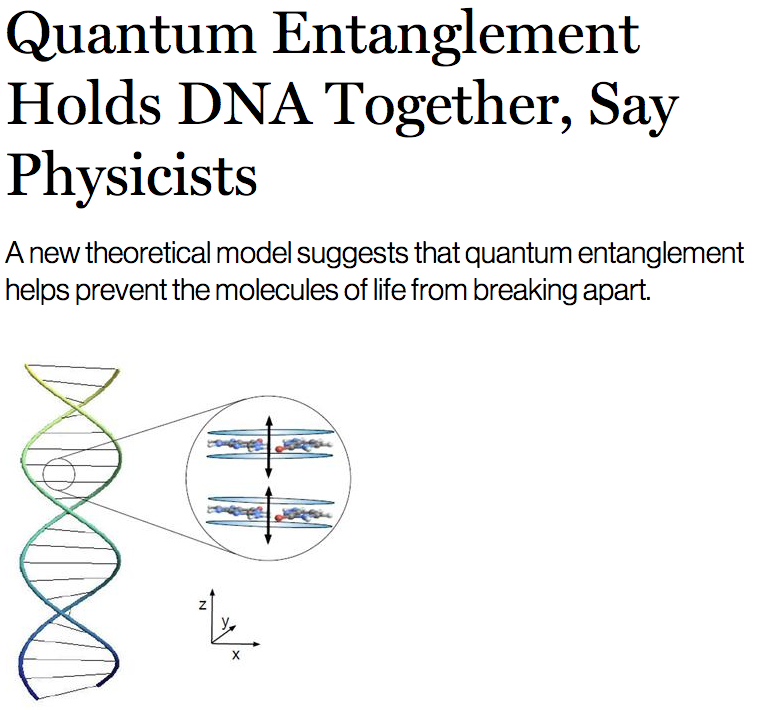 Quantum Entanglement
Holds DNA Together, Say
Physicists
A new theoretical model suggests that quantum entanglement
helps prevent the molecules of life from breaking apart.
z
y
x